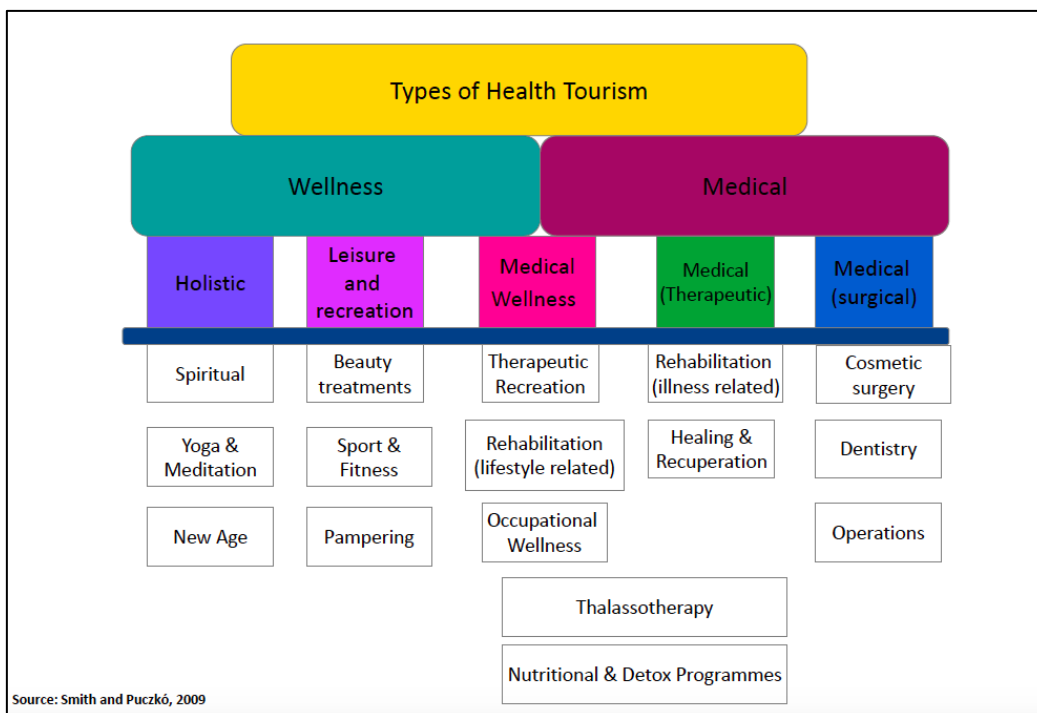 Types of Health Tourism
Wellness
Medical
Holistic
Leisure
and
recreation
Medical
Wellness
Medical
(Therapeutic)
Medical
(surgical)
Spiritual
Beauty
treatments
Therapeutic
Recreation
Rehabilitation
(illness related)
Cosmetic
surgery
Yoga &
Meditation
Sport &
Fitness
Rehabilitation
(lifestyle related)
Healing &
Recuperation
Dentistry
New Age
Pampering
Occupational
Wellness
Operations
Thalassotherapy
Nutritional & Detox Programmes
Source: Smith and Puczkó, 2009